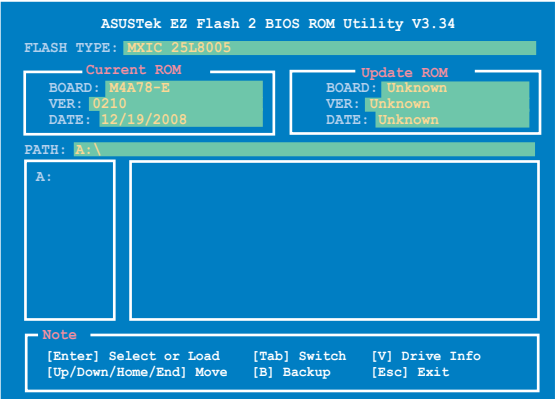 ASUSTek EZ Flash 2 BIOS ROM Utility V3.34
FLASH TYPE: MXIC 25L8005
Current ROM
BOARD: M4A78-E
VER: 0210
DATE: 12/19/2008
Update ROM
BOARD: Unknown
VER: Unknown
DATE: Unknown
PATH: A:\
A:
Note
[Enter] Select or Load [Tab] Switch [V] Drive Info
[Up/Down/Home/End] Move [B] Backup [Esc] Exit